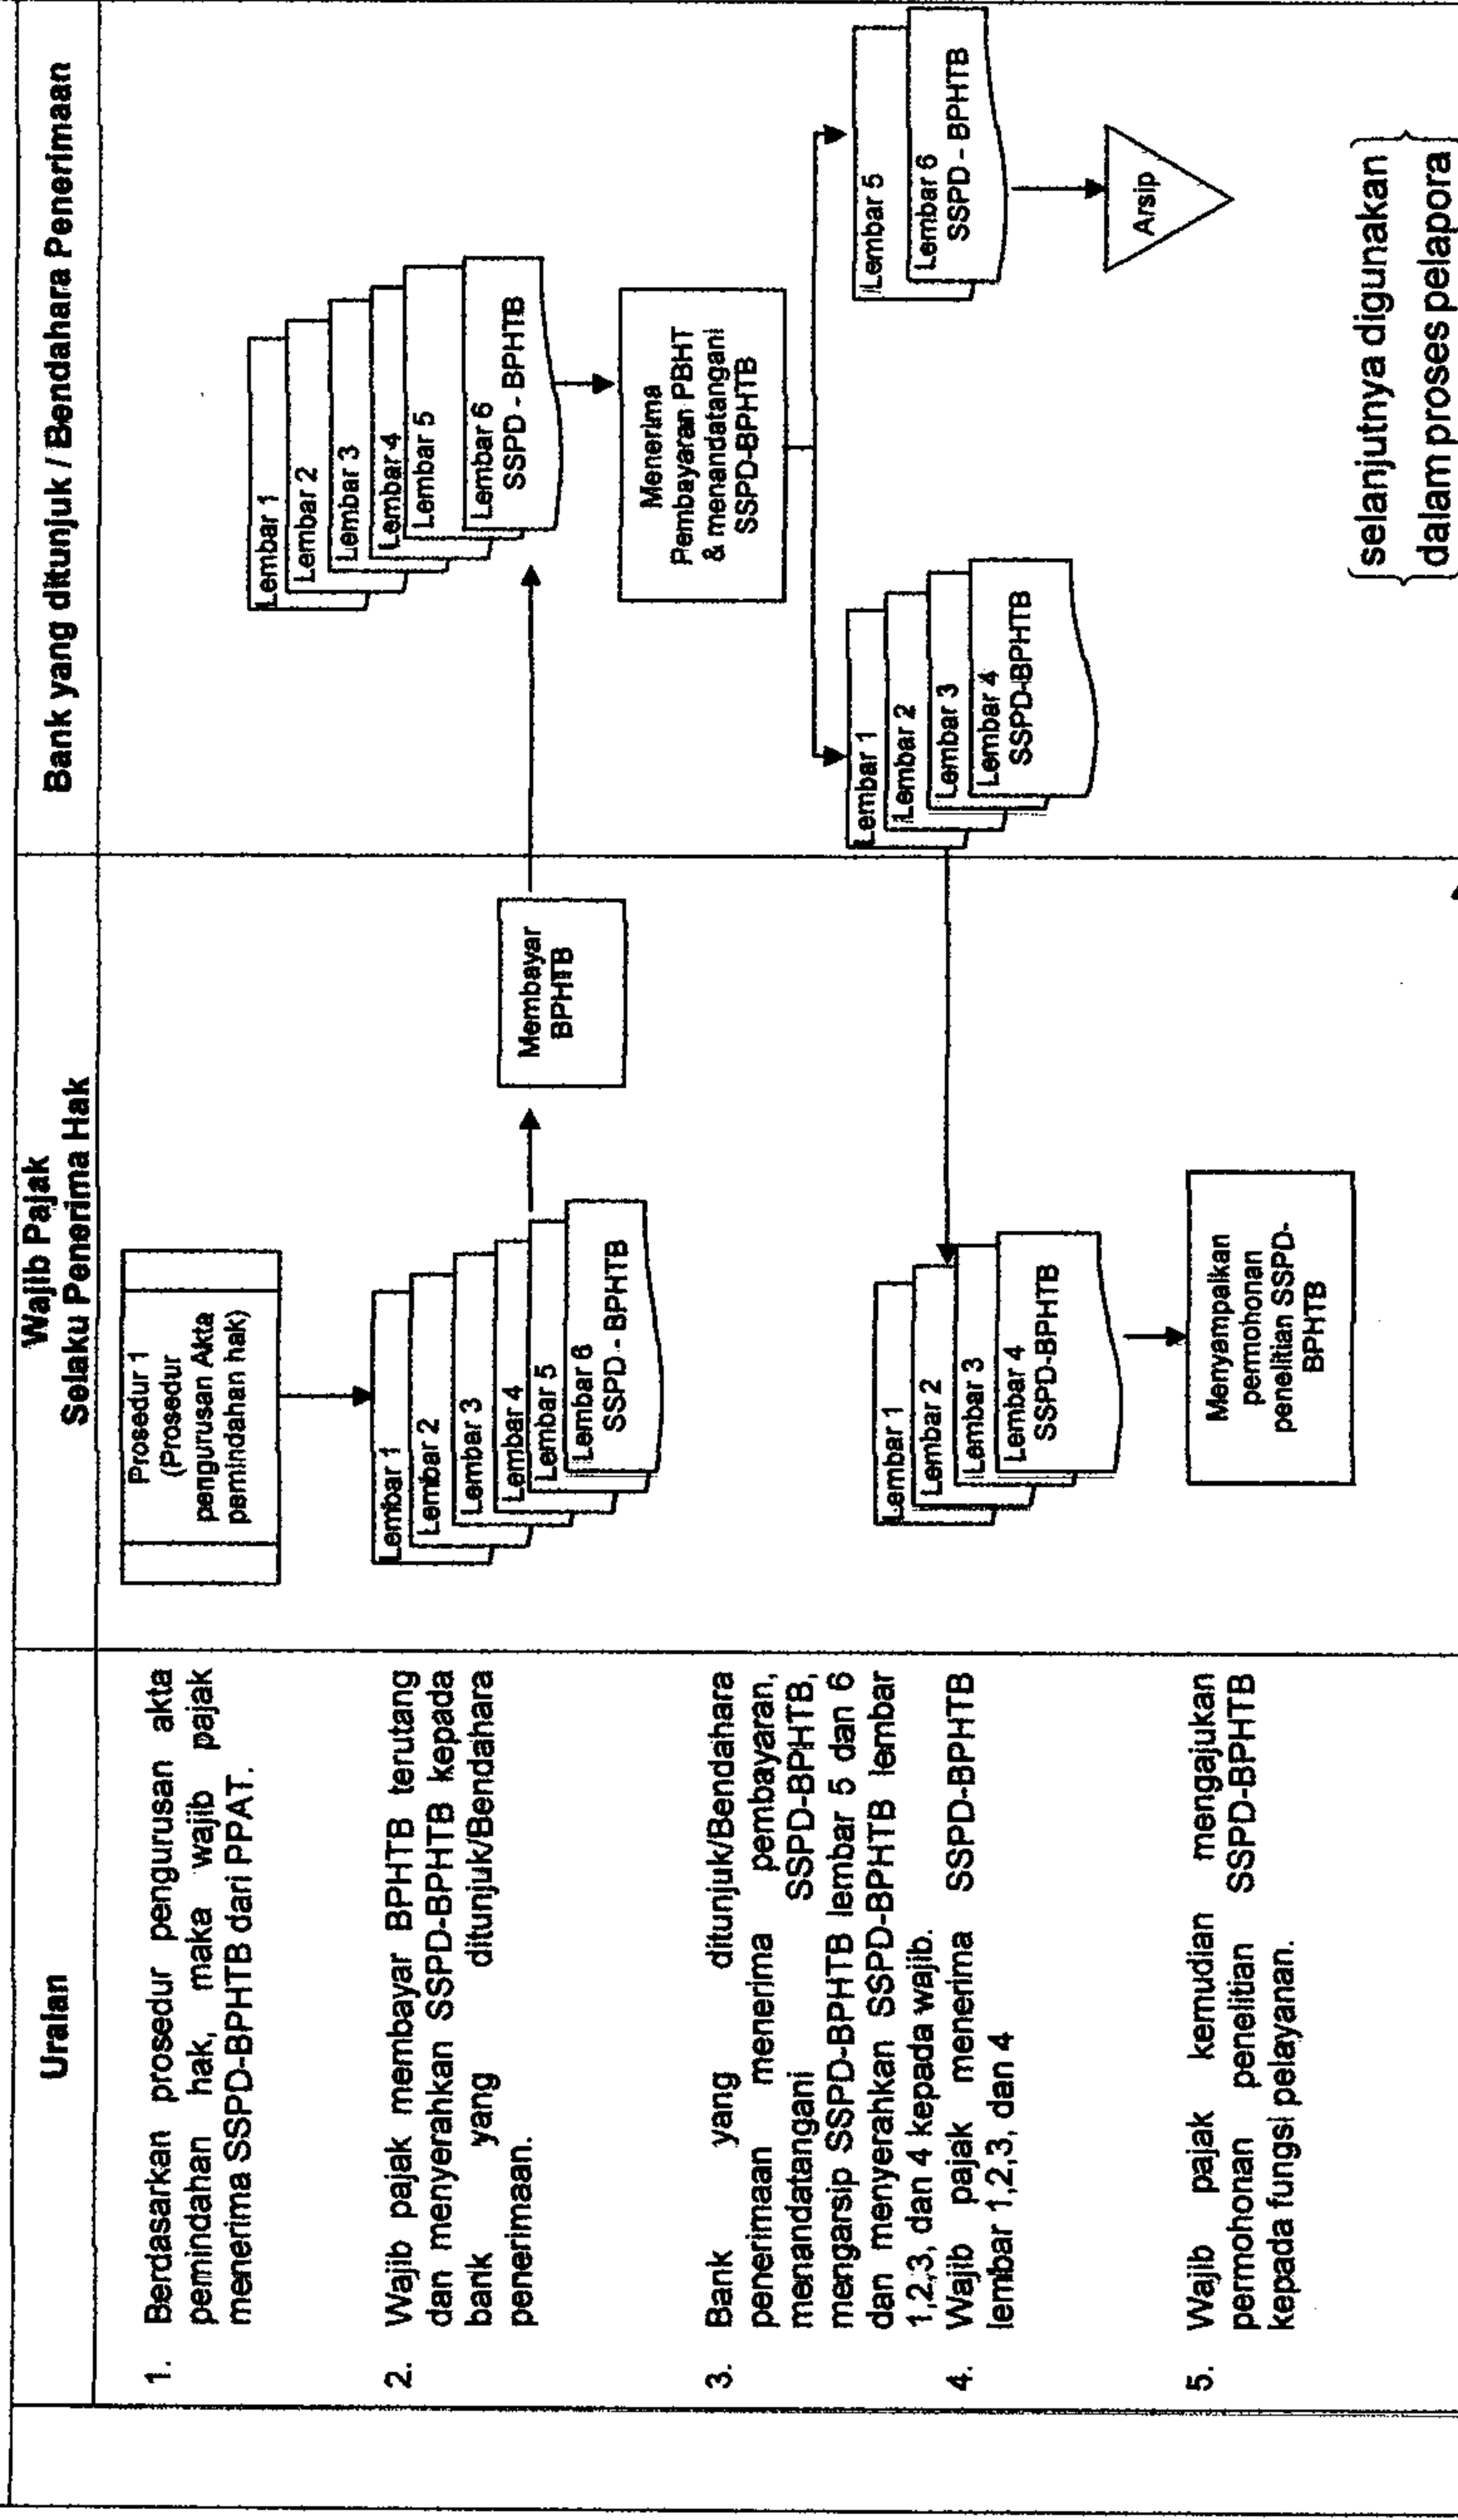 Uraian
Wajib Pajak
Selaku Penerima Hak
Bank yang ditunjuk / Bendahara Penerimaan
1. Berdasarkan prosedur pengurusan akta
pemindahan hak, maka wajib pajak
menerima SSPD-BPHTB dari PPAT.
2. Wajib pajak membayar BPHTB terutang
dan menyerahkan SSPD-BPHTB kepada
bank yang ditunjuk/Bendahara
penerimaan.
3. Bank yang ditunjuk/Bendahara
penerimaan menerima pembayaran,
menandatangani SSPD-BPHTB,
mengarsip SSPD-BPHTB lembar 5 dan 6
dan menyerahkan SSPD-BPHTB lembar
1,2,3, dan 4 kepada wajib.
4. Wajib pajak menerima SSPD-BPHTB
lembar 1,2,3, dan 4
5. Wajib pajak kemudian mengajukan
permohonan penelitian SSPD-BPHTB
kepada fungsi pelayanan.
Prosedur 1
(Prosedur
pengurusan Akta
pemindahan hak)
Lembar 1
Lembar 2
Lembar 3
Lembar 4
Lembar 5
Lembar 6
SSPD - BPHTB
Membayar
BPHTB
Lembar 1
Lembar 2
Lembar 3
Lembar 4
SSPD-BPHTB
Menyampaikan
permohonan
penelitian SSPD-
BPHTB
Lembar 1
Lembar 2
Lembar 3
Lembar 4
Lembar 5
Lembar 6
SSPD - BPHTB
Menerima
Pembayaran PBHT
& menandatangani
SSPD-BPHTB
Lembar 1
Lembar 2
Lembar 3
Lembar 4
SSPD-BPHTB
Lembar 5
Lembar 6
SSPD - BPHTB
Arsip
selanjutnya digunakan
dalam proses pelapora